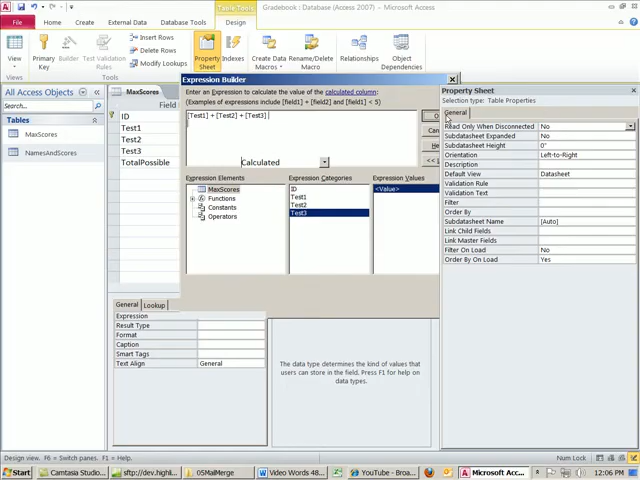 Table Tools
Gradebook : Database (Access 2007) - Microsoft Access
File Home Create External Data Database Tools Design
View
Primary Key
Builder
Test Validation Rules
Insert Rows
Delete Rows
Modify Lookups
Property Sheet
Indexes
Create Data Macros
Rename/Delete Macro
Relationships
Object Dependencies
Views
Tools
All Access Objects
Search...
Tables
MaxScores
NamesAndScores
MaxScores
Field
ID
Test1
Test2
Test3
TotalPossible
Expression Builder
Enter an Expression to calculate the value of the calculated column:
(Examples of expressions include [field1] + [field2] and [field1] < 5)
[Test1] + [Test2] + [Test3]
Calculated
Expression Elements
Expression Categories
Expression Values
MaxScores
Functions
Constants
Operators
ID
Test1
Test2
Test3
<Value>
Property Sheet
Selection type: Table Properties
General
Read Only When Disconnected No
Subdatasheet Expanded No
Subdatasheet Height 0"
Orientation Left-to-Right
Description
Default View Datasheet
Validation Rule
Validation Text
Filter
Order By
Subdatasheet Name [Auto]
Link Child Fields
Link Master Fields
Filter On Load No
Order By On Load Yes
General Lookup
Expression
Result Type
Format
Caption
Smart Tags
Text Align General
The data type determines the kind of values that
users can store in the field. Press F1 for help on
data types.
Design view. F6 = Switch panes. F1 = Help.
Num Lock
Start
Camtasia Studio...
sftp://dev.highli...
05MailMerge
Video Words 48...
YouTube - Broa...
Microsoft Acc...
12:06 PM